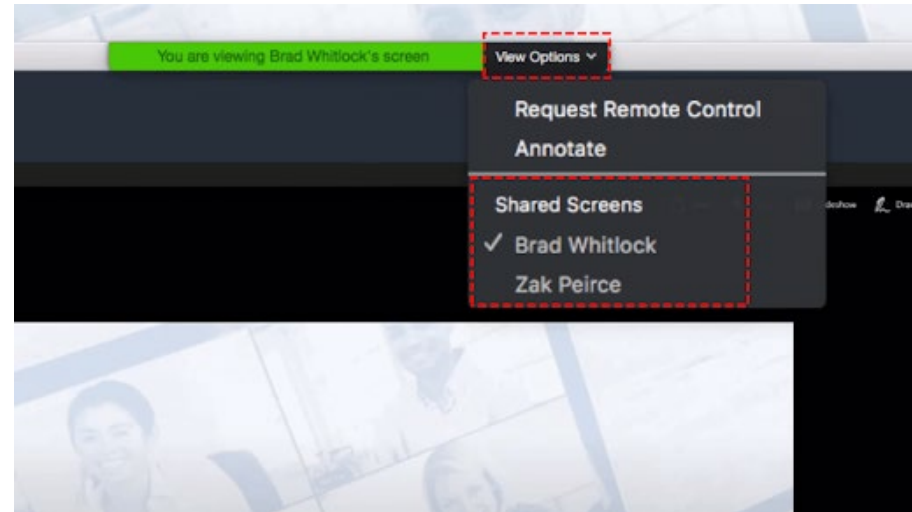 You are viewing Brad Whitlock's screen
View Options
Request Remote Control
Annotate
Shared Screens
Brad Whitlock
Zak Peirce